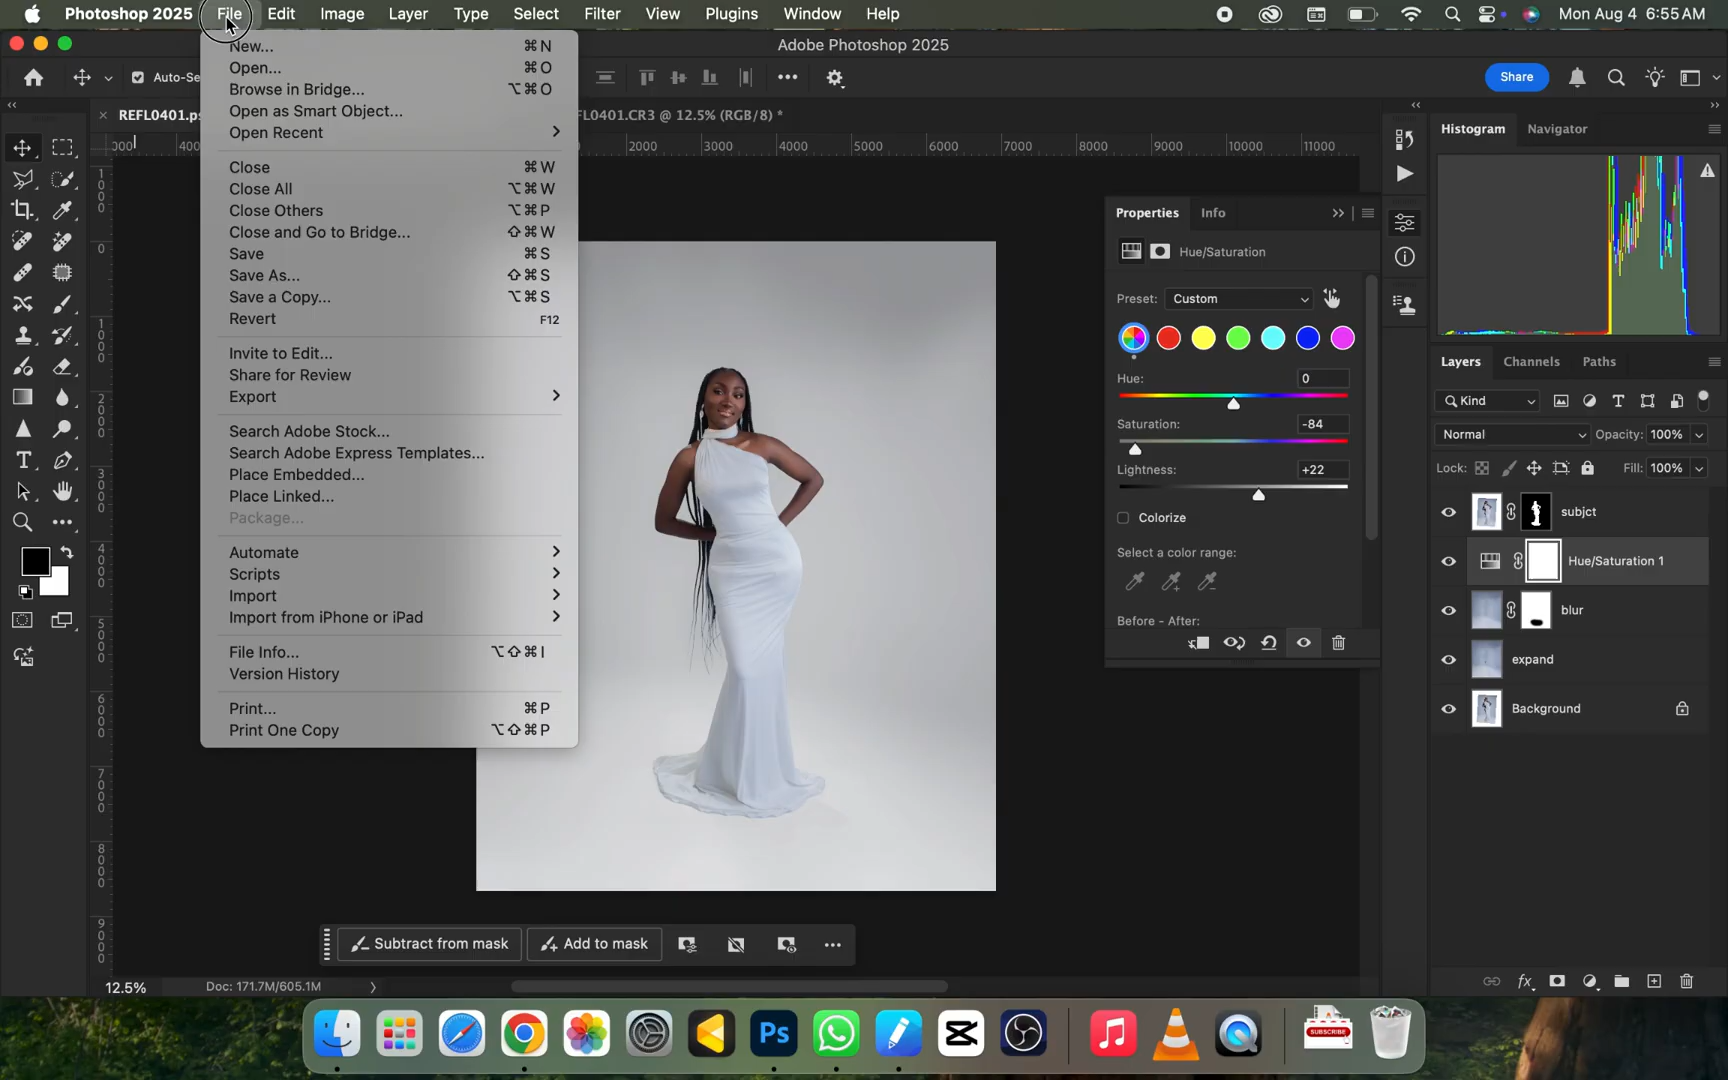 Photoshop 2025 File Edit Image Layer Type Select Filter View Plugins Window Help Mon Aug 4 6:55 AM
Adobe Photoshop 2025
Share
REFL0401.CR3 @ 12.5% (RGB/8) *
New... ⌘N
Open... ⌘O
Browse in Bridge... ⌥⌘O
Open as Smart Object...
Open Recent
Close ⌘W
Close All ⌥⌘W
Close Others ⌥⌘P
Close and Go to Bridge... ⇧⌘W
Save ⌘S
Save As... ⇧⌘S
Save a Copy... ⌥⌘S
Revert F12
Invite to Edit...
Share for Review
Export
Search Adobe Stock...
Search Adobe Express Templates...
Place Embedded...
Place Linked...
Package...
Automate
Scripts
Import
Import from iPhone or iPad
File Info... ⌥⇧⌘I
Version History
Print... ⌘P
Print One Copy ⌥⇧⌘P
2000 3000 4000 5000 6000 7000 8000 9000 10000 11000
Properties Info
Hue/Saturation
Preset: Custom
Hue: 0
Saturation: -84
Lightness: +22
Colorize
Select a color range:
Before - After:
Histogram Navigator
Layers Channels Paths
Kind
Normal Opacity: 100%
Lock: Fill: 100%
subjct
Hue/Saturation 1
blur
expand
Background
Subtract from mask Add to mask
12.5% Doc: 171.7M/605.1M
Ps
SUBSCRIBE